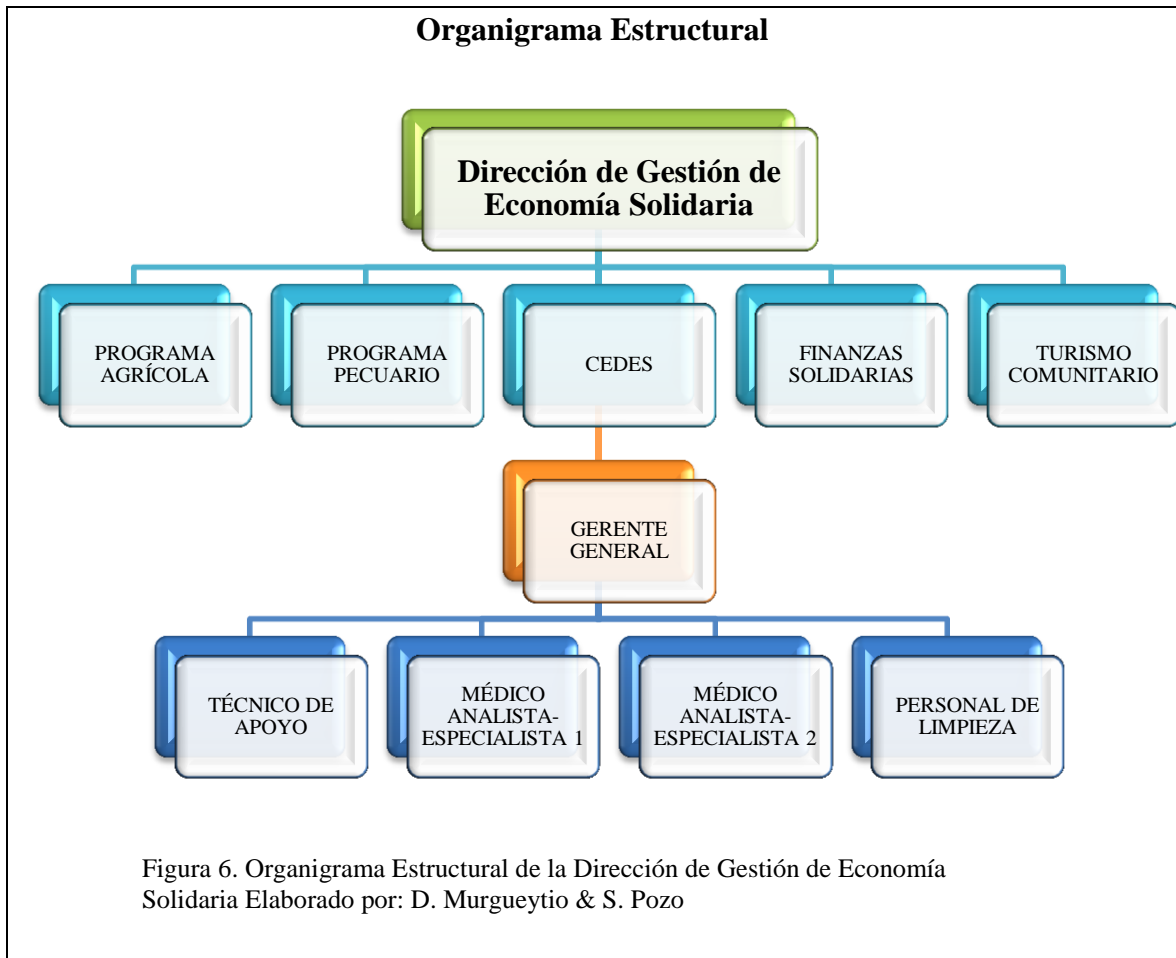 Organigrama Estructural
Dirección de Gestión de
Economía Solidaria
PROGRAMA
AGRÍCOLA
PROGRAMA
PECUARIO
CEDES
FINANZAS
SOLIDARIAS
TURISMO
COMUNITARIO
GERENTE
GENERAL
TÉCNICO DE
APOYO
MÉDICO
ANALISTA-
ESPECIALISTA 1
MÉDICO
ANALISTA-
ESPECIALISTA 2
PERSONAL DE
LIMPIEZA
Figura 6. Organigrama Estructural de la Dirección de Gestión de Economía
Solidaria Elaborado por: D. Murgueytio & S. Pozo